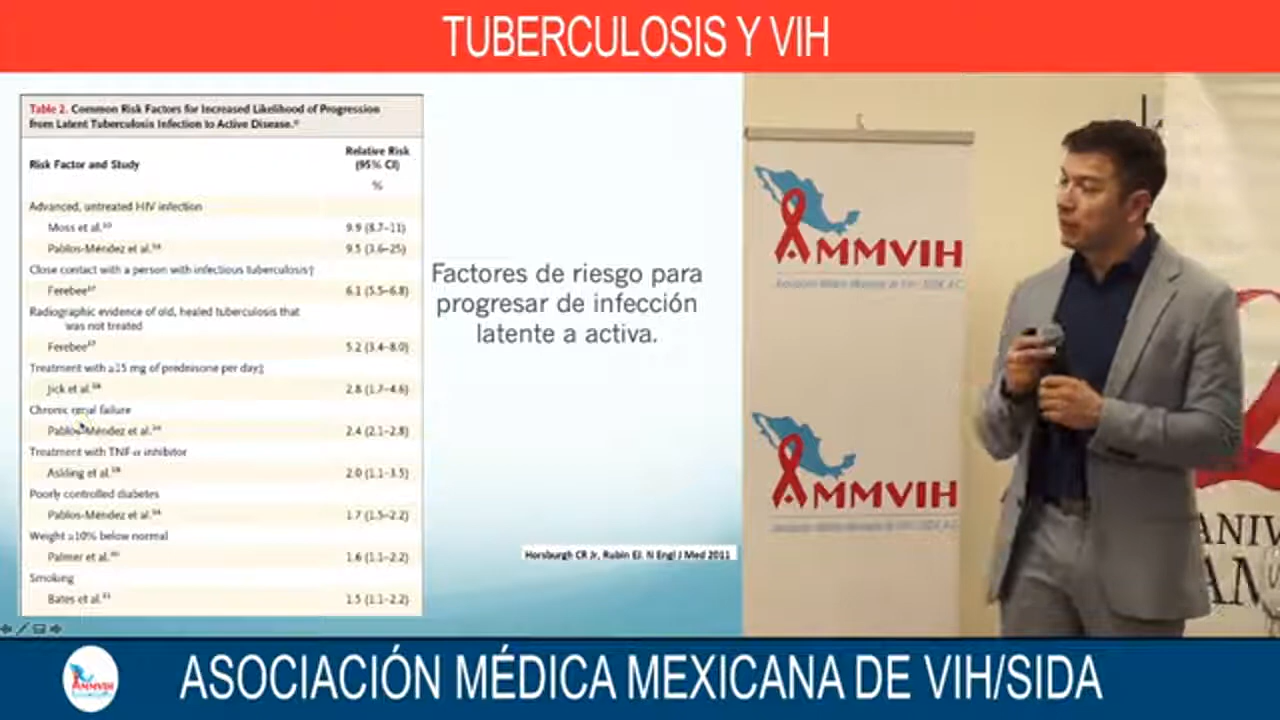 TUBERCULOSIS Y VIH
Table 2. Common Risk Factors for Increased Likelihood of Progression
from Latent Tuberculosis Infection to Active Disease.*
Risk Factor and Study
Relative Risk
(95% CI)
%
Advanced, untreated HIV infection
Moss et al.
9.9 (8.7–11)
Pablos-Méndez et al.
9.5 (3.6–25)
Close contact with a person with infectious tuberculosis†
Ferebee
6.1 (5.5–6.8)
Radiographic evidence of old, healed tuberculosis that
was not treated
Ferebee
5.2 (3.4–8.0)
Treatment with ≥15 mg of prednisone per day‡
Jick et al.
2.8 (1.7–4.6)
Chronic renal failure
Pablos-Méndez et al.
2.4 (2.1–2.8)
Treatment with TNF-α inhibitor
Askling et al.
2.0 (1.1–3.5)
Poorly controlled diabetes
Pablos-Méndez et al.
1.7 (1.5–2.2)
Weight ≥10% below normal
Palmer et al.
1.6 (1.1–2.2)
Smoking
Bates et al.
1.5 (1.1–2.2)
Factores de riesgo para
progresar de infección
latente a activa.
Horsburgh CR Jr, Rubin EJ. N Engl J Med 2011
AMMVIH
AMMVIH
ANIV
AM
AMMVIH
ASOCIACIÓN MÉDICA MEXICANA DE VIH/SIDA